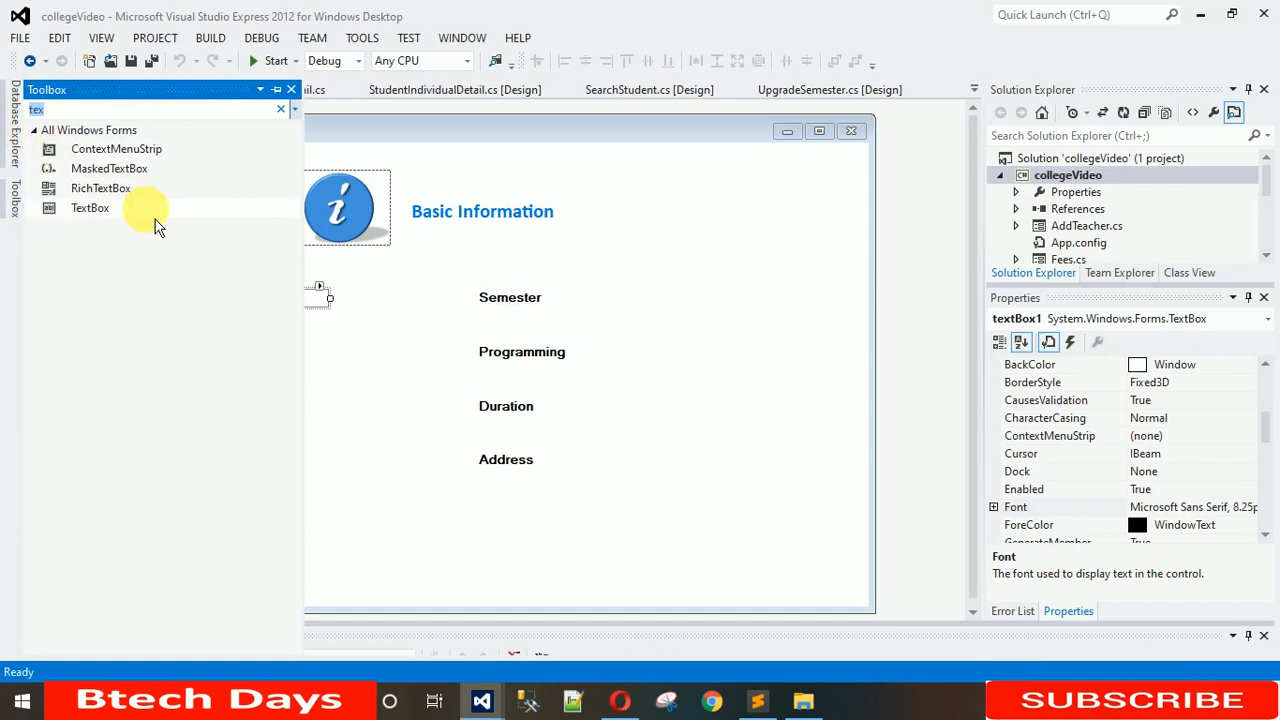 collegeVideo - Microsoft Visual Studio Express 2012 for Windows Desktop
Quick Launch (Ctrl+Q)
FILE EDIT VIEW PROJECT BUILD DEBUG TEAM TOOLS TEST WINDOW HELP
Start Debug Any CPU
Database Explorer
Toolbox
Toolbox
tex
All Windows Forms
ContextMenuStrip
MaskedTextBox
RichTextBox
TextBox
StudentIndividualDetail.cs [Design] SearchStudent.cs [Design] UpgradeSemester.cs [Design]
i
Basic Information
Semester
Programming
Duration
Address
Solution Explorer
Search Solution Explorer (Ctrl+;)
Solution 'collegeVideo' (1 project)
collegeVideo
Properties
References
AddTeacher.cs
App.config
Fees.cs
Solution Explorer Team Explorer Class View
Properties
textBox1 System.Windows.Forms.TextBox
BackColor Window
BorderStyle Fixed3D
CausesValidation True
CharacterCasing Normal
ContextMenuStrip (none)
Cursor IBeam
Dock None
Enabled True
Font Microsoft Sans Serif, 8.25p
ForeColor WindowText
GenerateMember True
Font
The font used to display text in the control.
Error List Properties
Ready
Btech Days
SUBSCRIBE